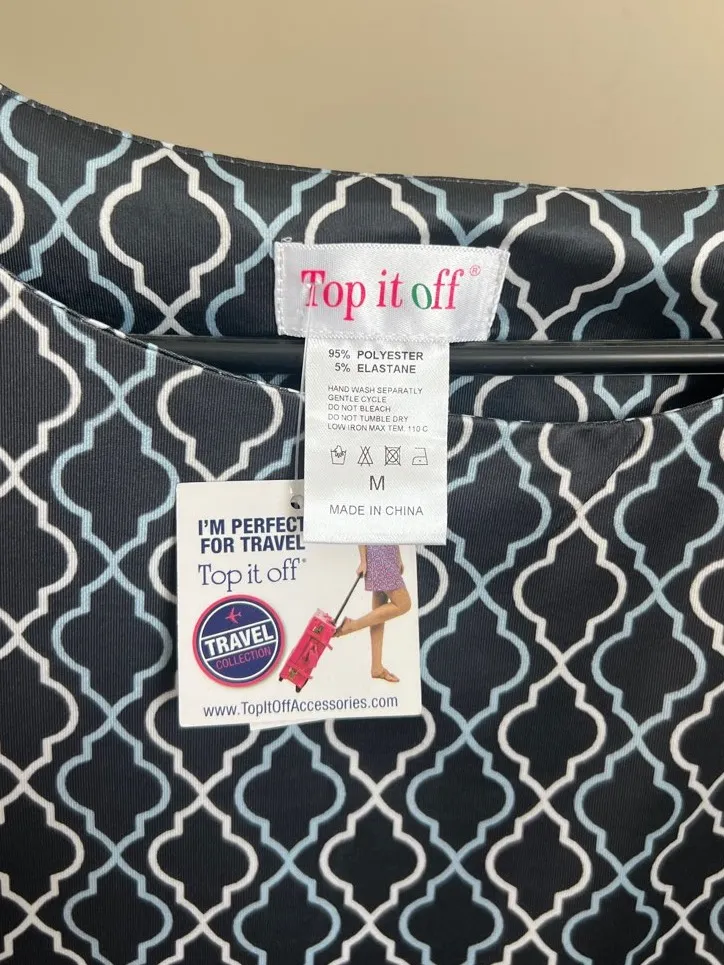 Top it off®
95% POLYESTER
5% ELASTANE
HAND WASH SEPARATLY
GENTLE CYCLE
DO NOT BLEACH
DO NOT TUMBLE DRY
LOW IRON MAX TEM. 110 C
M
MADE IN CHINA
I'M PERFECT
FOR TRAVEL
Top it off®
TRAVEL
COLLECTION
www.TopItOffAccessories.com